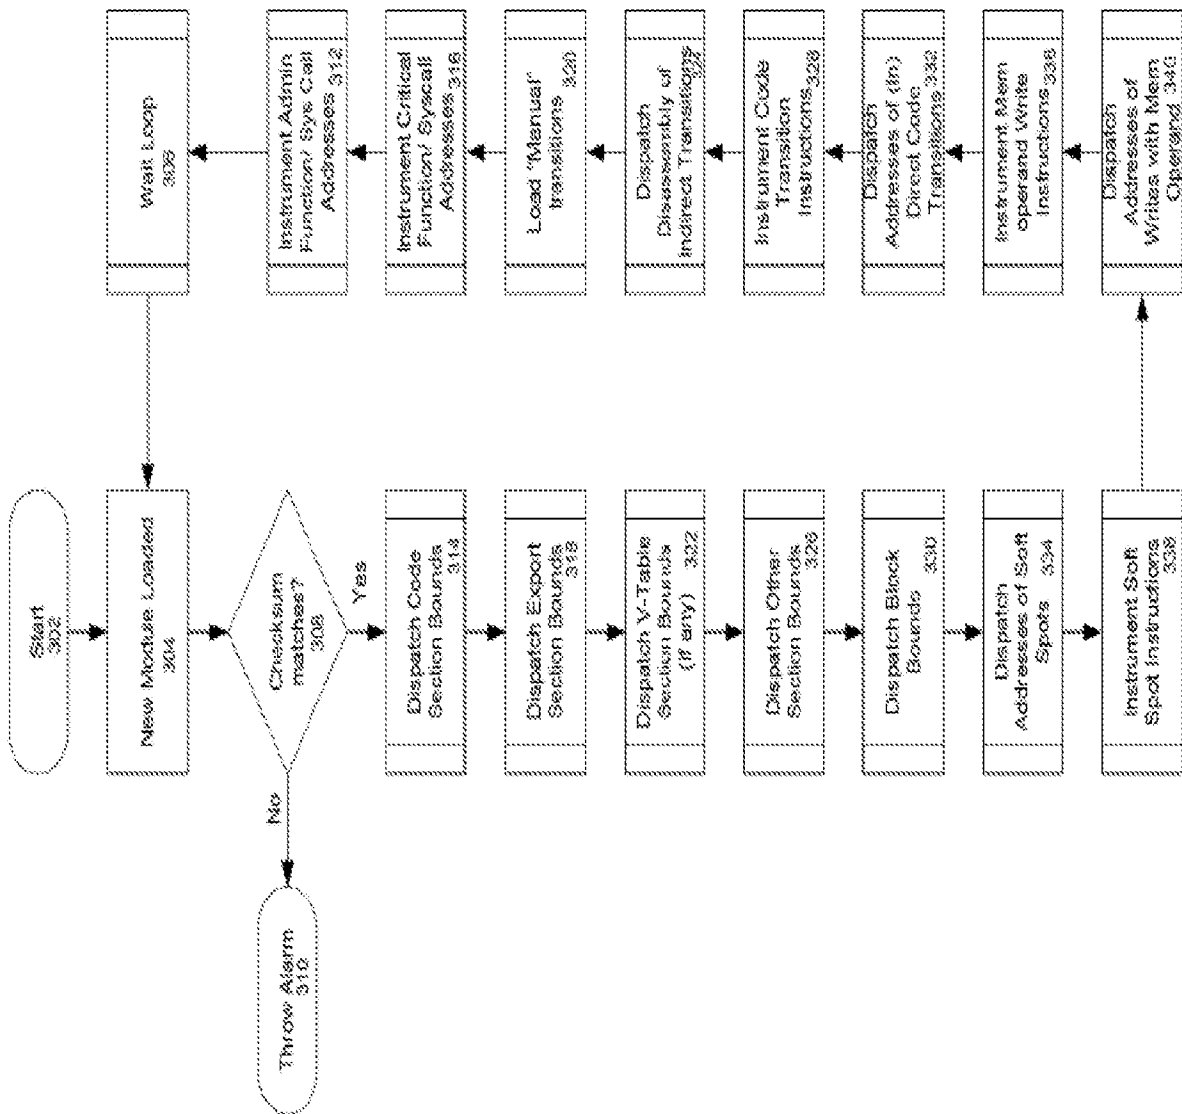 Start
302
New Module Loaded
304
Checksum
matches?
308
No
Throw Alarm
310
Yes
Dispatch Code
Section Bounds
314
Dispatch Export
Section Bounds
318
Dispatch V-Table
Section Bounds
(if any) 322
Dispatch Other
Section Bounds
326
Dispatch Block
Bounds 330
Dispatch
Addresses of Soft
Spots 334
Instrument Soft
Spot Instructions
338
Dispatch
Addresses of
Writes with Mem
Operand 340
Instrument Mem
operand Write
Instructions 336
Dispatch
Addresses of (In)
Direct Code
Transitions 332
Instrument Code
Transition
Instructions 328
Dispatch
Disassembly of
Indirect Transitions
Load "Manual"
transitions 320
Instrument Critical
Function/ Syscall
Addresses 316
Instrument Admin
Function/ Sys Call
Addresses 312
Wait Loop
306